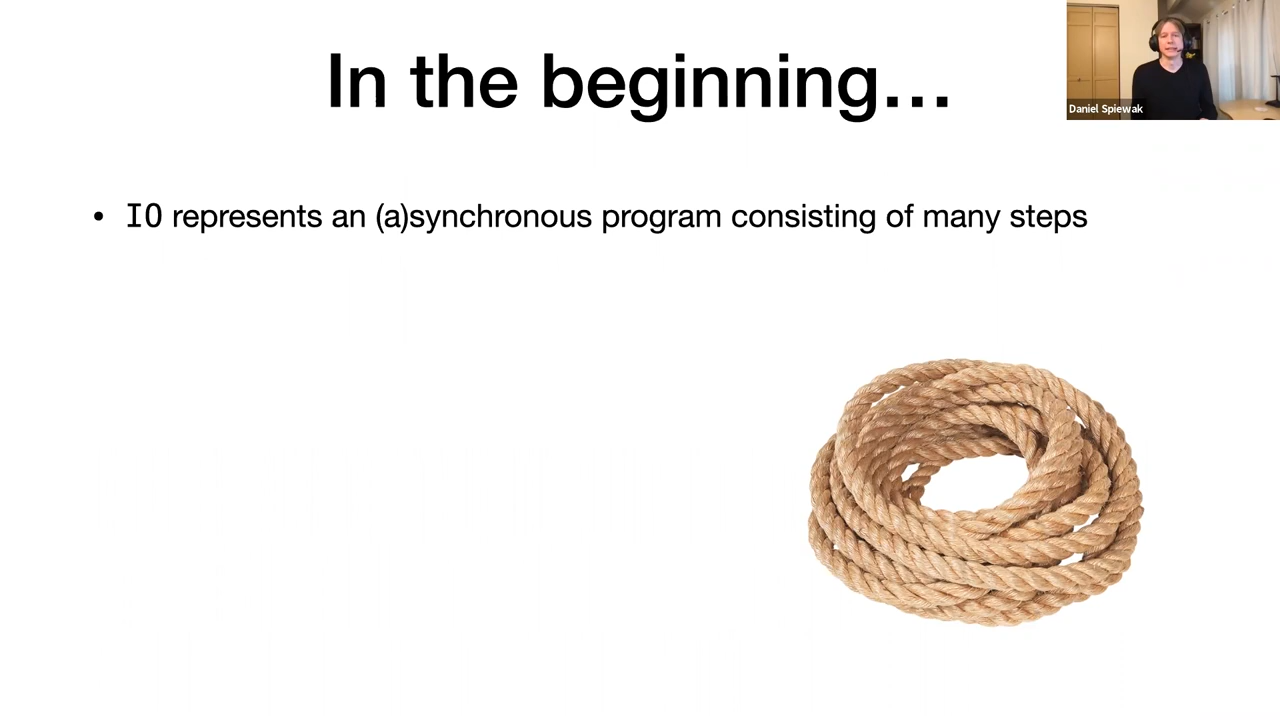 In the beginning…
Daniel Spiewak
• IO represents an (a)synchronous program consisting of many steps